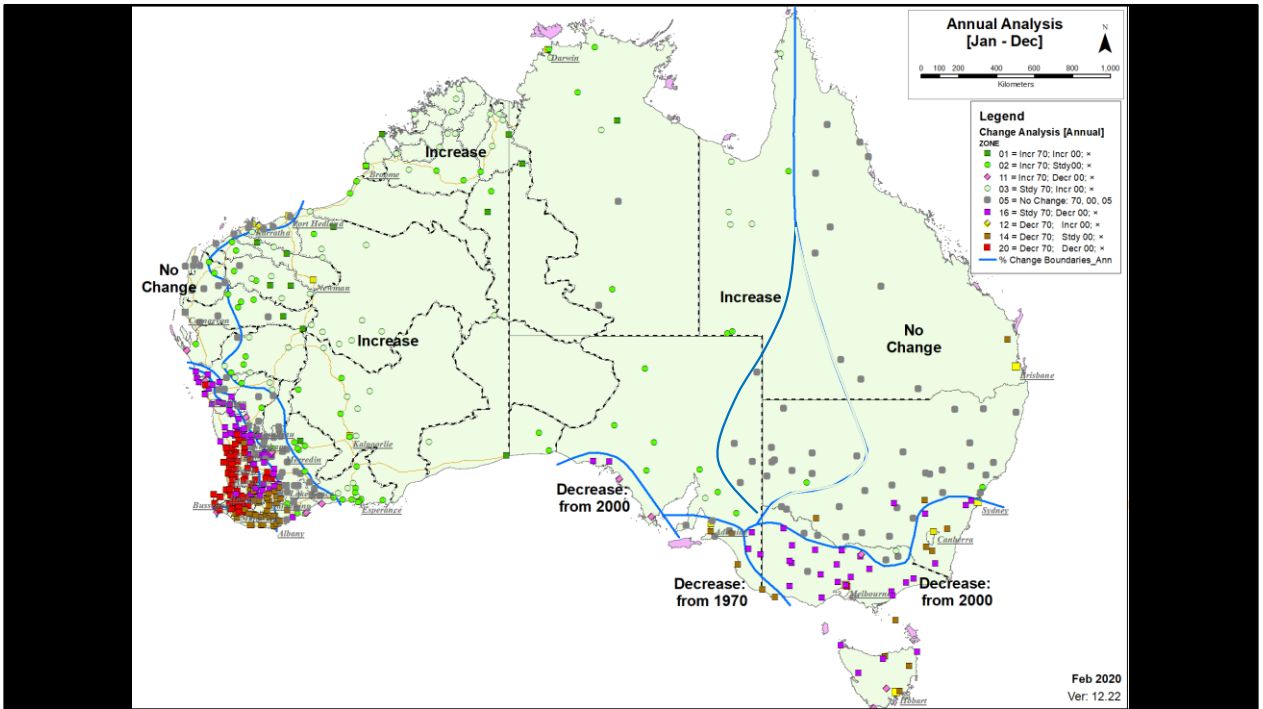 Annual Analysis
[Jan - Dec]
N
0 100 200 400 600 800 1,000
Kilometers
Legend
Change Analysis [Annual]
ZONE
01 = Incr 70; Incr 00; ×
02 = Incr 70; Stdy00; ×
11 = Incr 70; Decr 00; ×
03 = Stdy 70; Incr 00; ×
05 = No Change: 70, 00, 05
16 = Stdy 70; Decr 00; ×
12 = Decr 70; Incr 00; ×
14 = Decr 70; Stdy 00; ×
20 = Decr 70; Decr 00; ×
% Change Boundaries_Ann
Darwin
Increase
Broome
Port Hedland
Karratha
No
Change
Newman
Increase
Carnarvon
Increase
No
Change
Brisbane
Kalgoorlie
Merredin
Esperance
Albany
Decrease:
from 2000
Adelaide
Sydney
Canberra
Decrease:
from 1970
Melbourne
Decrease:
from 2000
Hobart
Feb 2020
Ver: 12.22